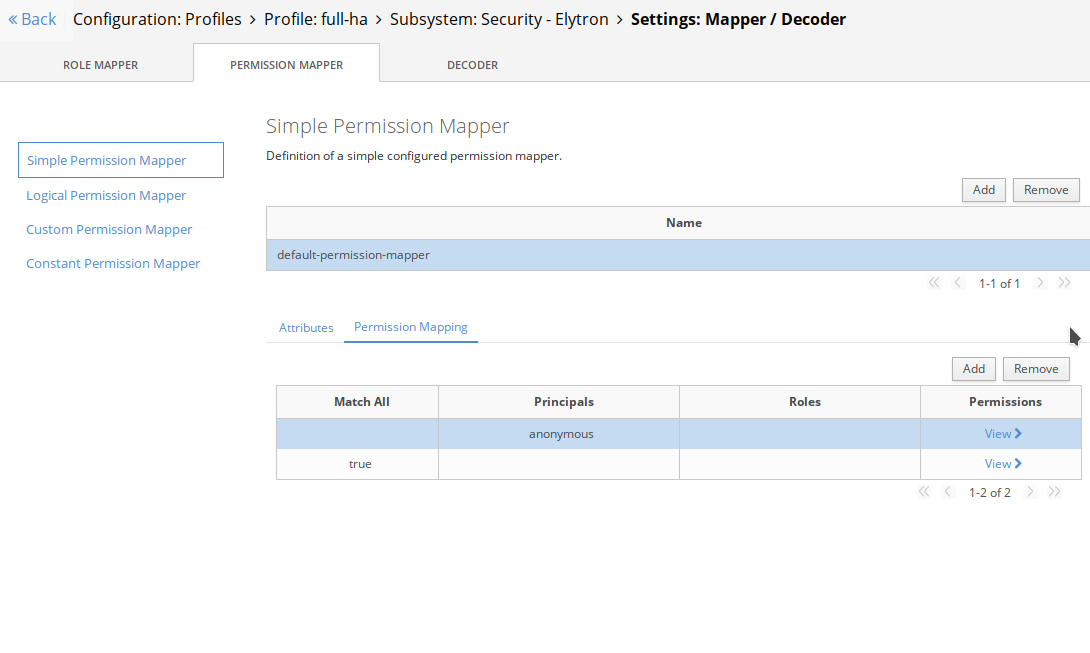 « Back Configuration: Profiles > Profile: full-ha > Subsystem: Security - Elytron > Settings: Mapper / Decoder
ROLE MAPPER PERMISSION MAPPER DECODER
Simple Permission Mapper
Logical Permission Mapper
Custom Permission Mapper
Constant Permission Mapper
Simple Permission Mapper
Definition of a simple configured permission mapper.
Add Remove
Name
default-permission-mapper
1-1 of 1
Attributes Permission Mapping
Add Remove
Match All Principals Roles Permissions
anonymous View
true View
1-2 of 2